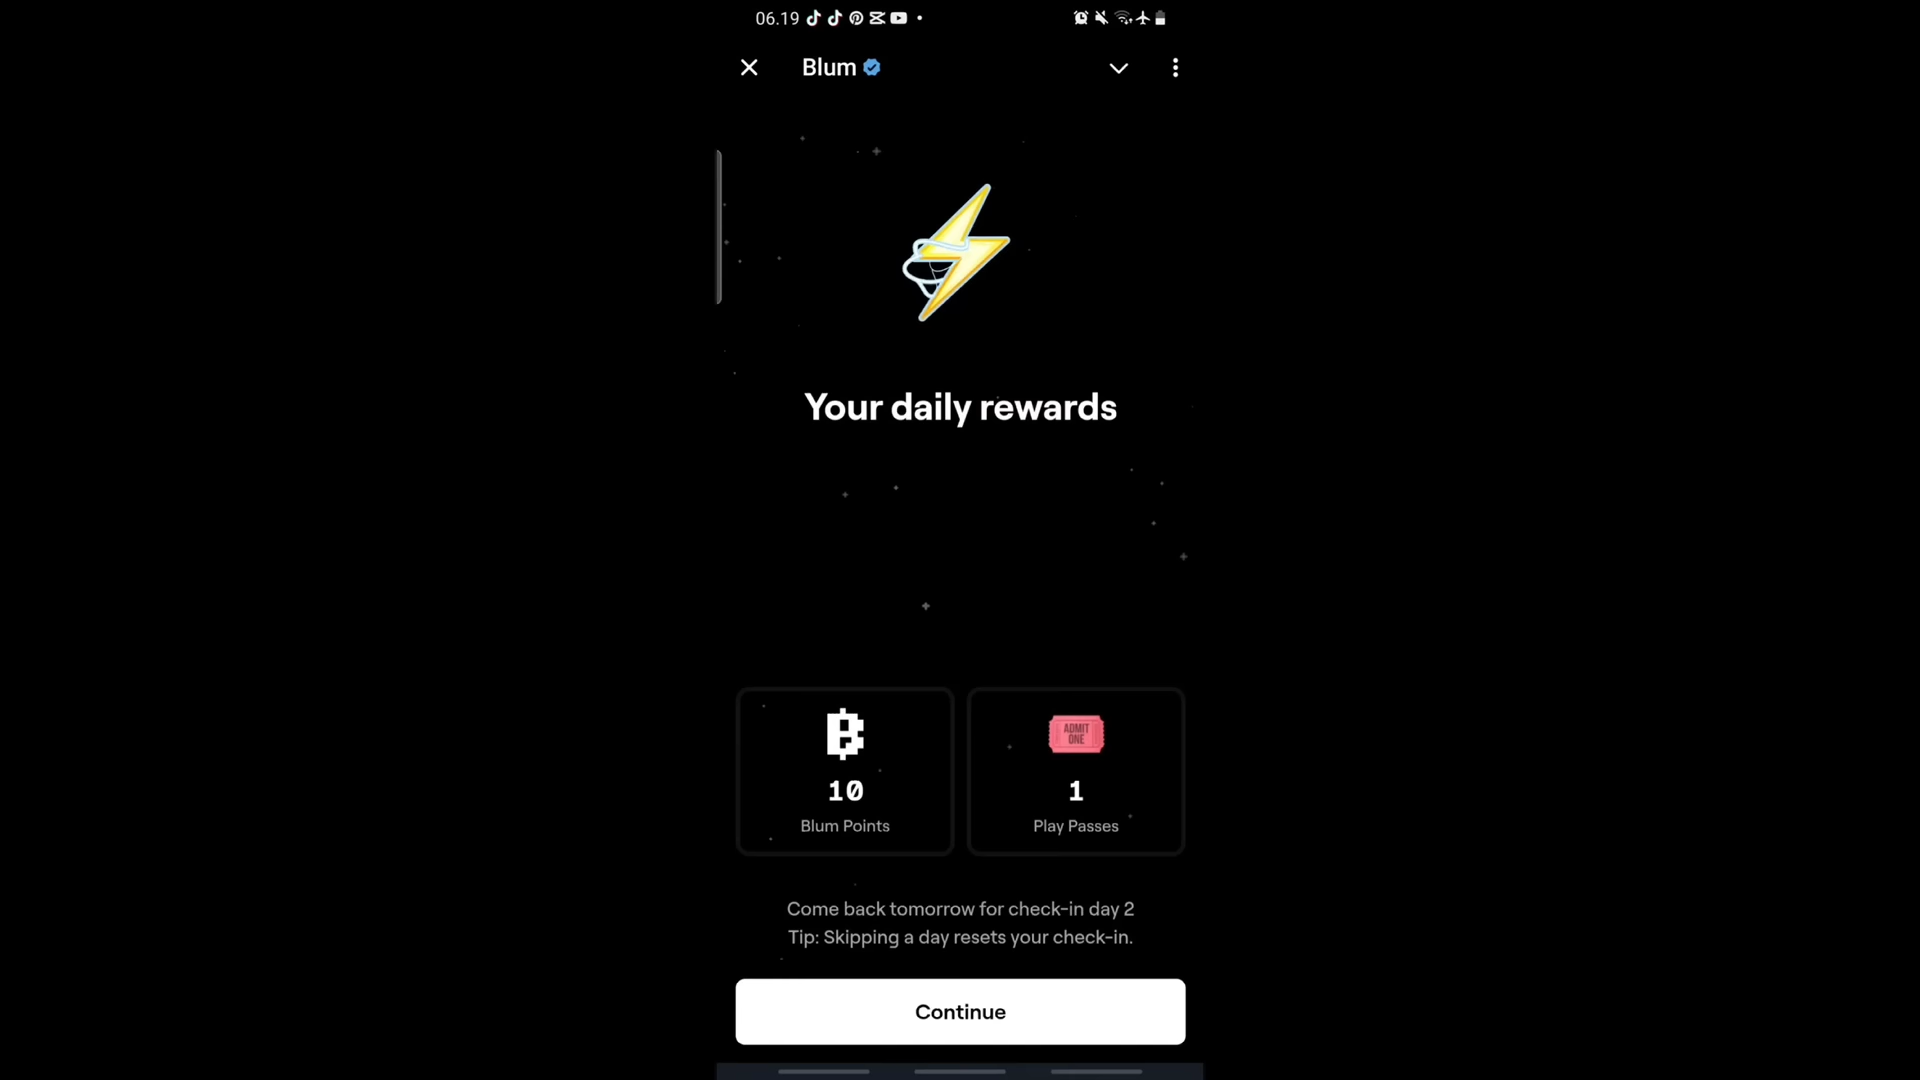 06.19
Blum
Your daily rewards
ADMIT
ONE
10
1
Blum Points
Play Passes
Come back tomorrow for check-in day 2
Tip: Skipping a day resets your check-in.
Continue